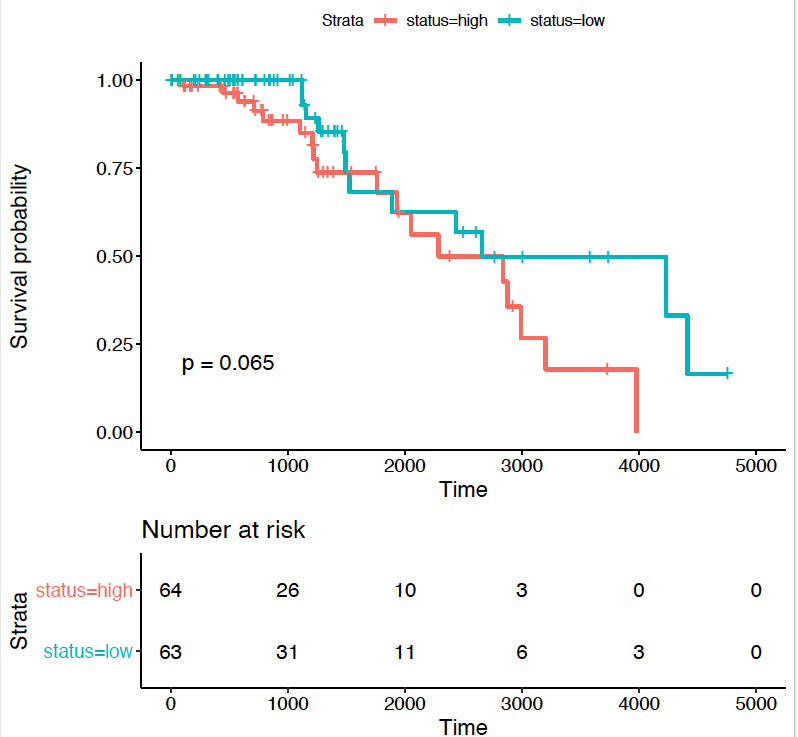 Strata status=high status=low
Survival probability
1.00
0.75
0.50
0.25
0.00
p = 0.065
0 1000 2000 3000 4000 5000
Time
Number at risk
Strata
status=high 64 26 10 3 0 0
status=low 63 31 11 6 3 0
0 1000 2000 3000 4000 5000
Time